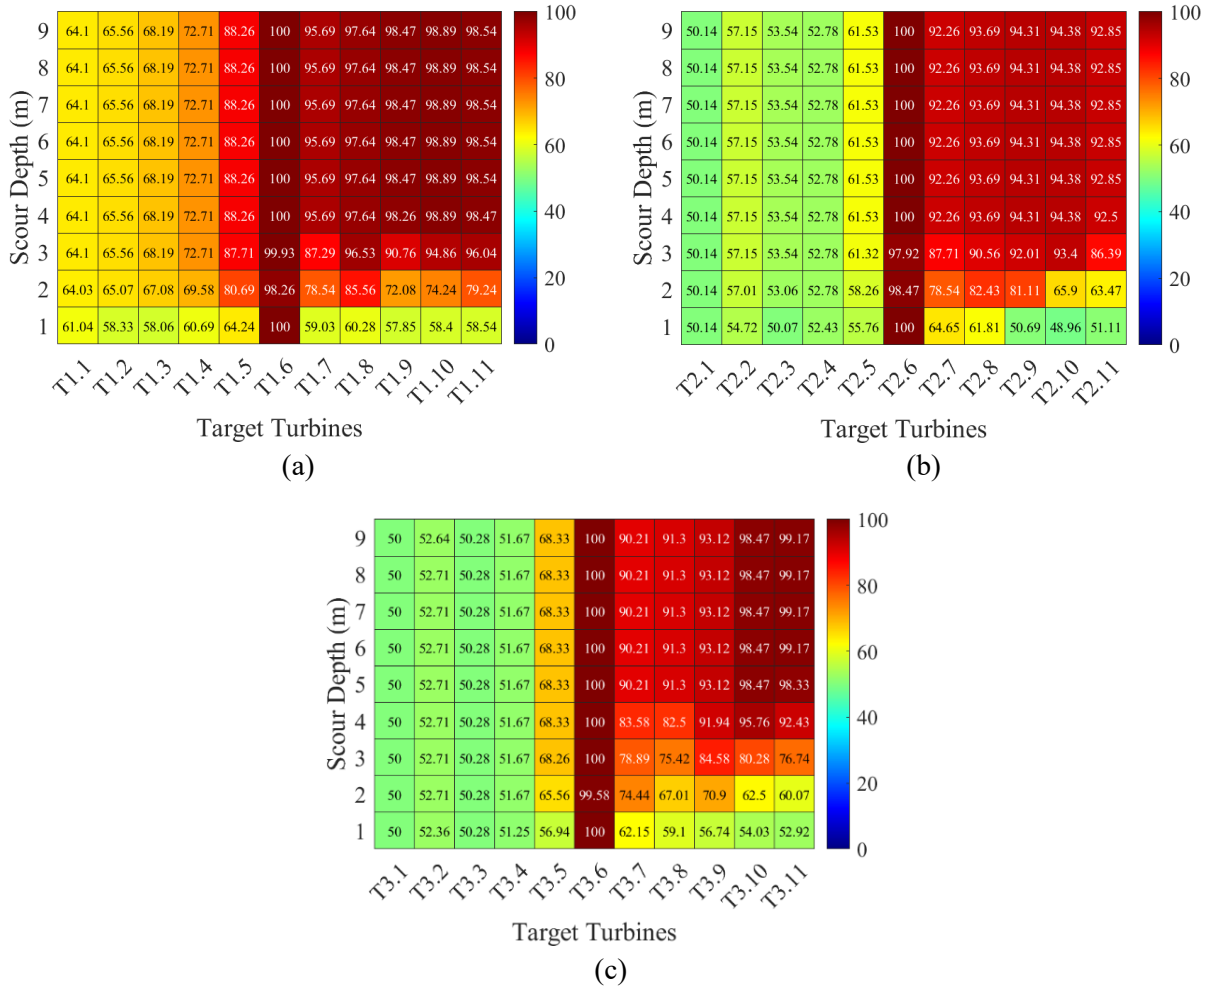 9 64.1 65.56 68.19 72.71 88.26 100 95.69 97.64 98.47 98.89 98.54
8 64.1 65.56 68.19 72.71 88.26 100 95.69 97.64 98.47 98.89 98.54
7 64.1 65.56 68.19 72.71 88.26 100 95.69 97.64 98.47 98.89 98.54
6 64.1 65.56 68.19 72.71 88.26 100 95.69 97.64 98.47 98.89 98.54
5 64.1 65.56 68.19 72.71 88.26 100 95.69 97.64 98.47 98.89 98.54
4 64.1 65.56 68.19 72.71 88.26 100 95.69 97.64 98.26 98.89 98.47
3 64.1 65.56 68.19 72.71 87.71 99.93 87.29 96.53 90.76 94.86 96.04
2 64.03 65.07 67.08 69.58 80.69 98.26 78.54 85.56 72.08 74.24 79.24
1 61.04 58.33 58.06 60.69 64.24 100 59.03 60.28 57.85 58.4 58.54
Scour Depth (m)
T1.1 T1.2 T1.3 T1.4 T1.5 T1.6 T1.7 T1.8 T1.9 T1.10 T1.11
Target Turbines
100
80
60
40
20
0
(a)
9 50.14 57.15 53.54 52.78 61.53 100 92.26 93.69 94.31 94.38 92.85
8 50.14 57.15 53.54 52.78 61.53 100 92.26 93.69 94.31 94.38 92.85
7 50.14 57.15 53.54 52.78 61.53 100 92.26 93.69 94.31 94.38 92.85
6 50.14 57.15 53.54 52.78 61.53 100 92.26 93.69 94.31 94.38 92.85
5 50.14 57.15 53.54 52.78 61.53 100 92.26 93.69 94.31 94.38 92.85
4 50.14 57.15 53.54 52.78 61.53 100 92.26 93.69 94.31 94.38 92.5
3 50.14 57.15 53.54 52.78 61.32 97.92 87.71 90.56 92.01 93.4 86.39
2 50.14 57.01 53.06 52.78 58.26 98.47 78.54 82.43 81.11 65.9 63.47
1 50.14 54.72 50.07 52.43 55.76 100 64.65 61.81 50.69 48.96 51.11
Scour Depth (m)
T2.1 T2.2 T2.3 T2.4 T2.5 T2.6 T2.7 T2.8 T2.9 T2.10 T2.11
Target Turbines
100
80
60
40
20
0
(b)
9 50 52.64 50.28 51.67 68.33 100 90.21 91.3 93.12 98.47 99.17
8 50 52.71 50.28 51.67 68.33 100 90.21 91.3 93.12 98.47 99.17
7 50 52.71 50.28 51.67 68.33 100 90.21 91.3 93.12 98.47 99.17
6 50 52.71 50.28 51.67 68.33 100 90.21 91.3 93.12 98.47 99.17
5 50 52.71 50.28 51.67 68.33 100 90.21 91.3 93.12 98.47 98.33
4 50 52.71 50.28 51.67 68.33 100 83.58 82.5 91.94 95.76 92.43
3 50 52.71 50.28 51.67 68.26 100 78.89 75.42 84.58 80.28 76.74
2 50 52.71 50.28 51.67 65.56 99.58 74.44 67.01 70.9 62.5 60.07
1 50 52.36 50.28 51.25 56.94 100 62.15 59.1 56.74 54.03 52.92
Scour Depth (m)
T3.1 T3.2 T3.3 T3.4 T3.5 T3.6 T3.7 T3.8 T3.9 T3.10 T3.11
Target Turbines
100
80
60
40
20
0
(c)